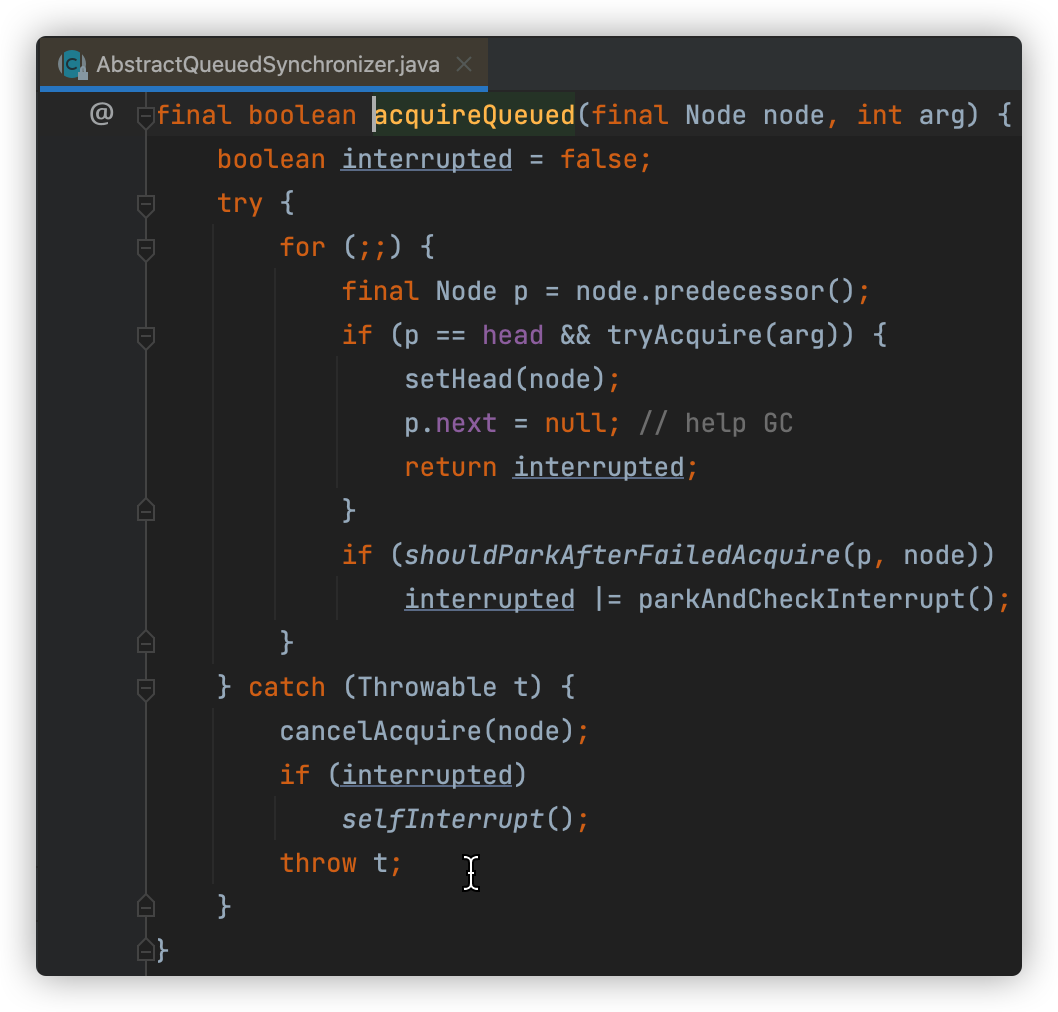 AbstractQueuedSynchronizer.java
@ final boolean acquireQueued(final Node node, int arg) {
boolean interrupted = false;
try {
for (;;) {
final Node p = node.predecessor();
if (p == head && tryAcquire(arg)) {
setHead(node);
p.next = null; // help GC
return interrupted;
}
if (shouldParkAfterFailedAcquire(p, node))
interrupted |= parkAndCheckInterrupt();
}
} catch (Throwable t) {
cancelAcquire(node);
if (interrupted)
selfInterrupt();
throw t;
}
}